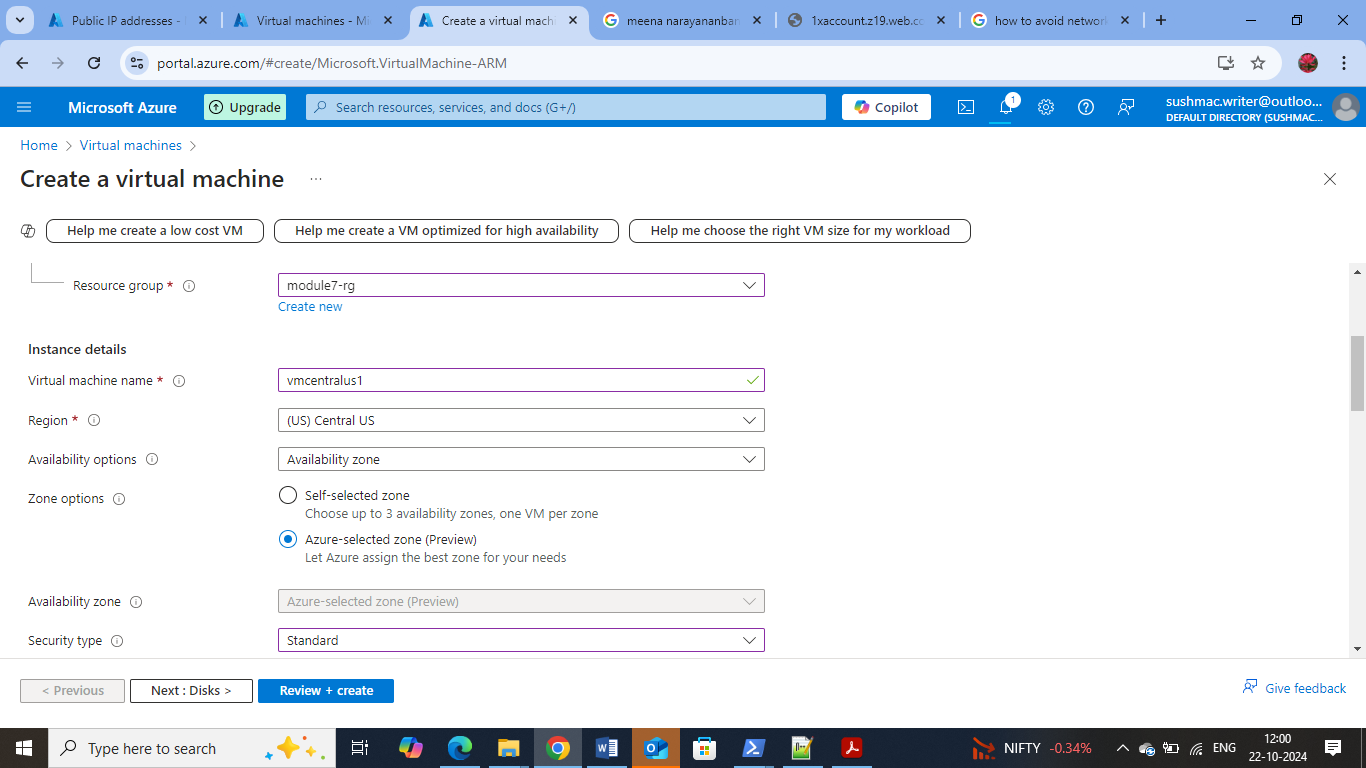 Public IP addresses -
Virtual machines - Mi
Create a virtual machi
meena narayananban
1xaccount.z19.web.co
how to avoid network
portal.azure.com/#create/Microsoft.VirtualMachine-ARM
Microsoft Azure
Upgrade
Search resources, services, and docs (G+/)
Copilot
1
sushmac.writer@outloo...
DEFAULT DIRECTORY (SUSHMAC...
Home > Virtual machines >
Create a virtual machine ...
Help me create a low cost VM
Help me create a VM optimized for high availability
Help me choose the right VM size for my workload
Resource group *
module7-rg
Create new
Instance details
Virtual machine name *
vmcentralus1
Region *
(US) Central US
Availability options
Availability zone
Zone options
Self-selected zone
Choose up to 3 availability zones, one VM per zone
Azure-selected zone (Preview)
Let Azure assign the best zone for your needs
Availability zone
Azure-selected zone (Preview)
Security type
Standard
< Previous
Next : Disks >
Review + create
Give feedback
Type here to search
NIFTY -0.34%
ENG
12:00
22-10-2024